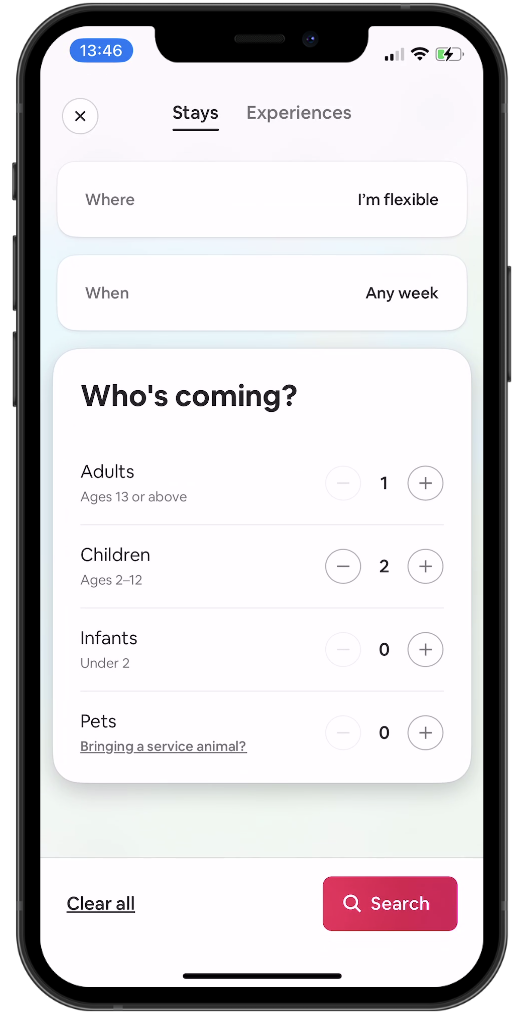 13:46
Stays Experiences
Where I'm flexible
When Any week
Who's coming?
Adults
Ages 13 or above
1
Children
Ages 2–12
2
Infants
Under 2
0
Pets
Bringing a service animal?
0
Clear all Search